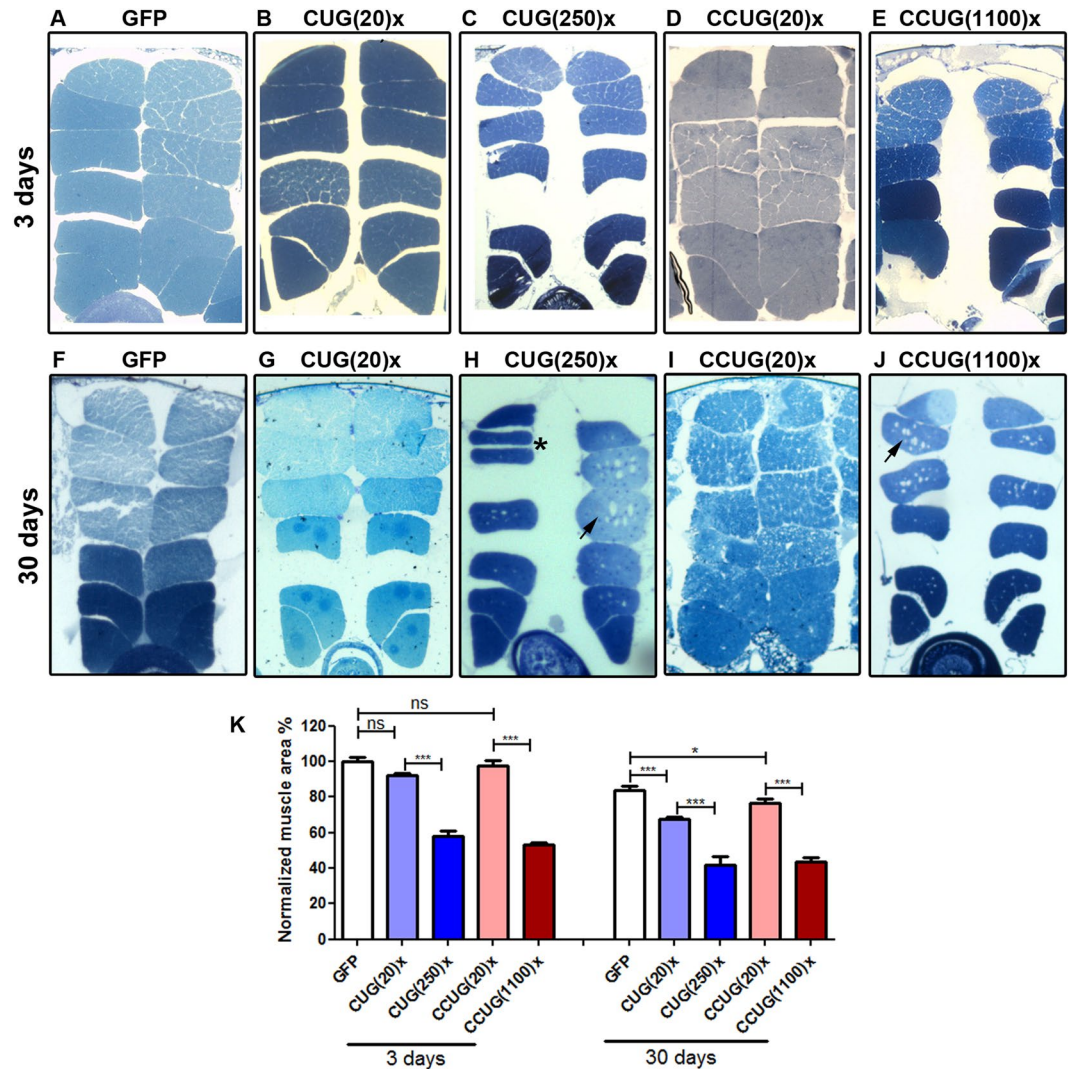 A GFP B CUG(20)x C CUG(250)x D CCUG(20)x E CCUG(1100)x
3 days
F GFP G CUG(20)x H CUG(250)x I CCUG(20)x J CCUG(1100)x
*
30 days
K
Normalized muscle area %
120
100
80
60
40
20
0
ns
ns *** ***
*
*** *** ***
GFP CUG(20)x CUG(250)x CCUG(20)x CCUG(1100)x GFP CUG(20)x CUG(250)x CCUG(20)x CCUG(1100)x
3 days 30 days